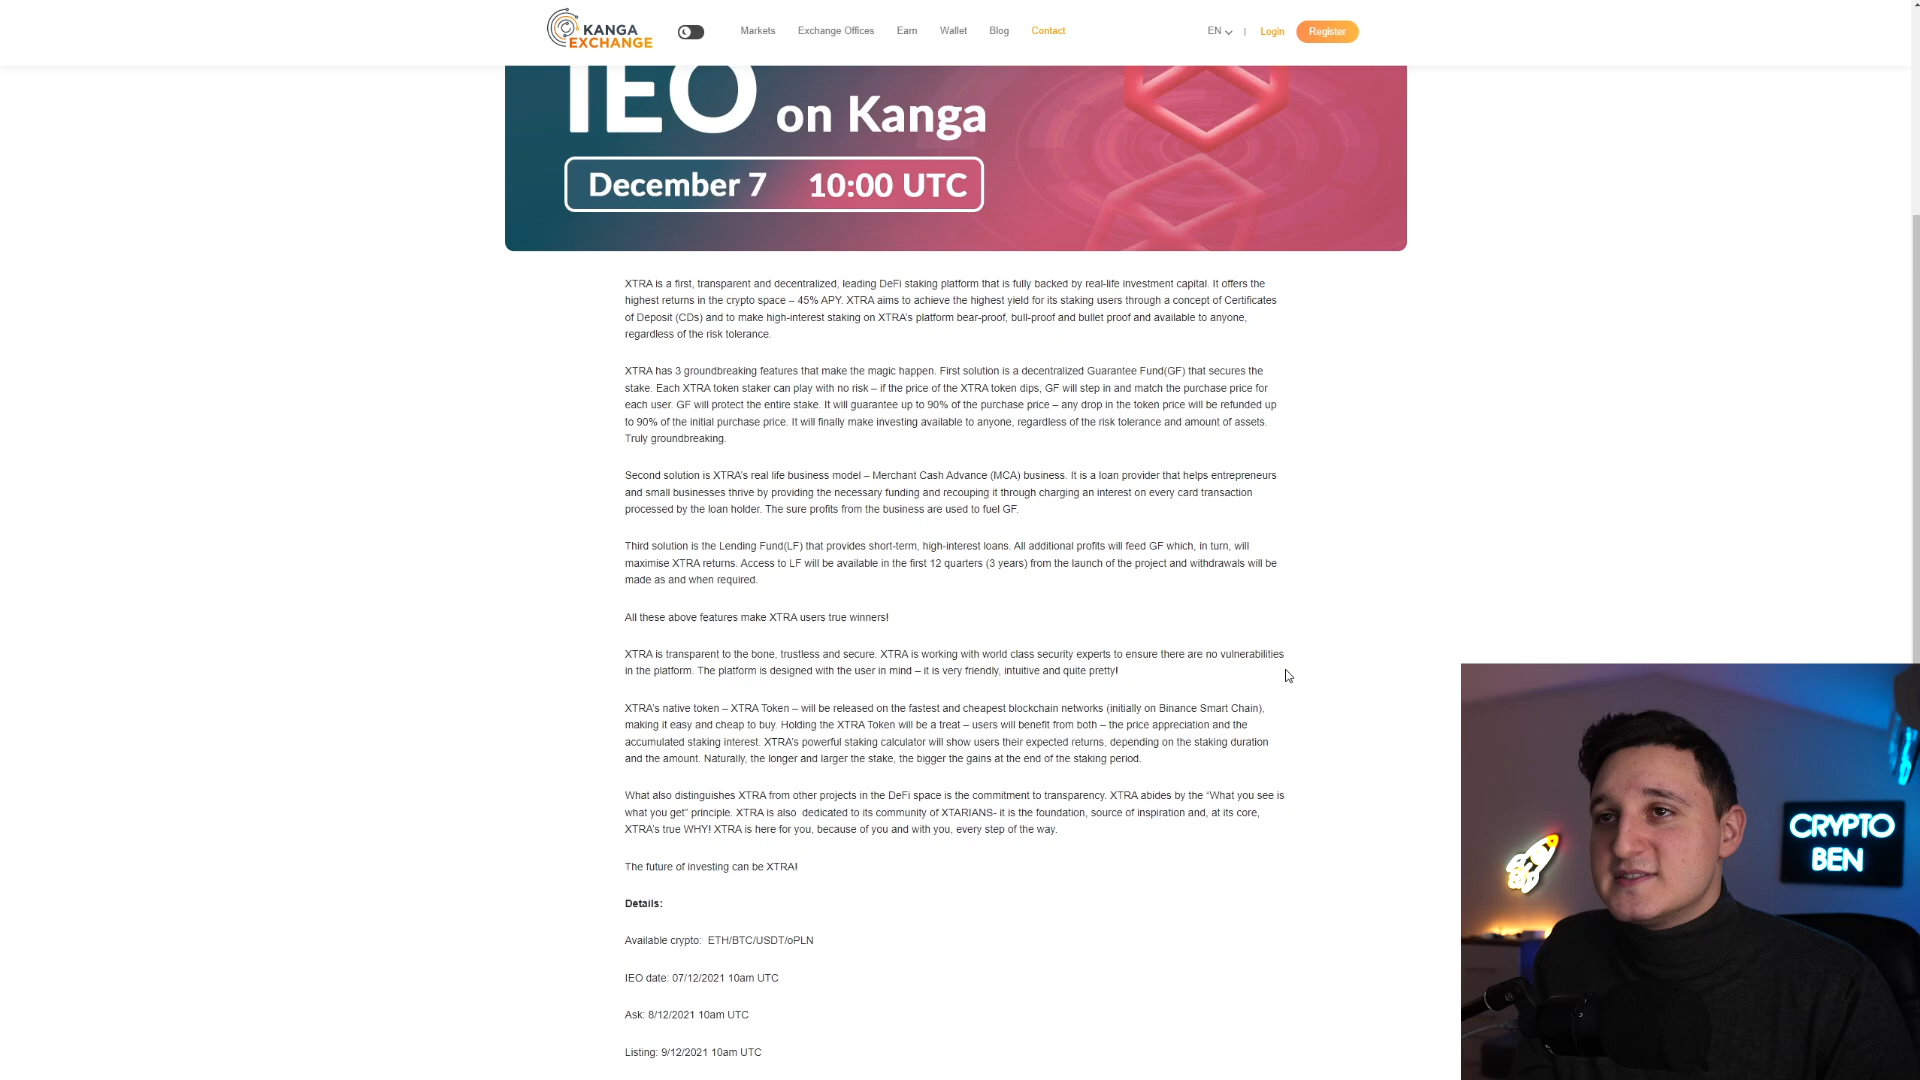 KANGA
EXCHANGE
Markets
Exchange Offices
Earn
Wallet
Blog
Contact
EN
|
Login
Register
IEO on Kanga
December 7 10:00 UTC
XTRA is a first, transparent and decentralized, leading DeFi staking platform that is fully backed by real-life investment capital. It offers the
highest returns in the crypto space – 45% APY. XTRA aims to achieve the highest yield for its staking users through a concept of Certificates
of Deposit (CDs) and to make high-interest staking on XTRA's platform bear-proof, bull-proof and bullet proof and available to anyone,
regardless of the risk tolerance.
XTRA has 3 groundbreaking features that make the magic happen. First solution is a decentralized Guarantee Fund(GF) that secures the
stake. Each XTRA token staker can play with no risk – if the price of the XTRA token dips, GF will step in and match the purchase price for
each user. GF will protect the entire stake. It will guarantee up to 90% of the purchase price – any drop in the token price will be refunded up
to 90% of the initial purchase price. It will finally make investing available to anyone, regardless of the risk tolerance and amount of assets.
Truly groundbreaking.
Second solution is XTRA's real life business model – Merchant Cash Advance (MCA) business. It is a loan provider that helps entrepreneurs
and small businesses thrive by providing the necessary funding and recouping it through charging an interest on every card transaction
processed by the loan holder. The sure profits from the business are used to fuel GF.
Third solution is the Lending Fund(LF) that provides short-term, high-interest loans. All additional profits will feed GF which, in turn, will
maximise XTRA returns. Access to LF will be available in the first 12 quarters (3 years) from the launch of the project and withdrawals will be
made as and when required.
All these above features make XTRA users true winners!
XTRA is transparent to the bone, trustless and secure. XTRA is working with world class security experts to ensure there are no vulnerabilities
in the platform. The platform is designed with the user in mind – it is very friendly, intuitive and quite pretty!
XTRA's native token – XTRA Token – will be released on the fastest and cheapest blockchain networks (initially on Binance Smart Chain),
making it easy and cheap to buy. Holding the XTRA Token will be a treat – users will benefit from both – the price appreciation and the
accumulated staking interest. XTRA's powerful staking calculator will show users their expected returns, depending on the staking duration
and the amount. Naturally, the longer and larger the stake, the bigger the gains at the end of the staking period.
What also distinguishes XTRA from other projects in the DeFi space is the commitment to transparency. XTRA abides by the “What you see is
what you get” principle. XTRA is also dedicated to its community of XTARIANS- it is the foundation, source of inspiration and, at its core,
XTRA's true WHY! XTRA is here for you, because of you and with you, every step of the way.
The future of investing can be XTRA!
Details:
Available crypto: ETH/BTC/USDT/oPLN
IEO date: 07/12/2021 10am UTC
Ask: 8/12/2021 10am UTC
Listing: 9/12/2021 10am UTC
CRYPTO
BEN